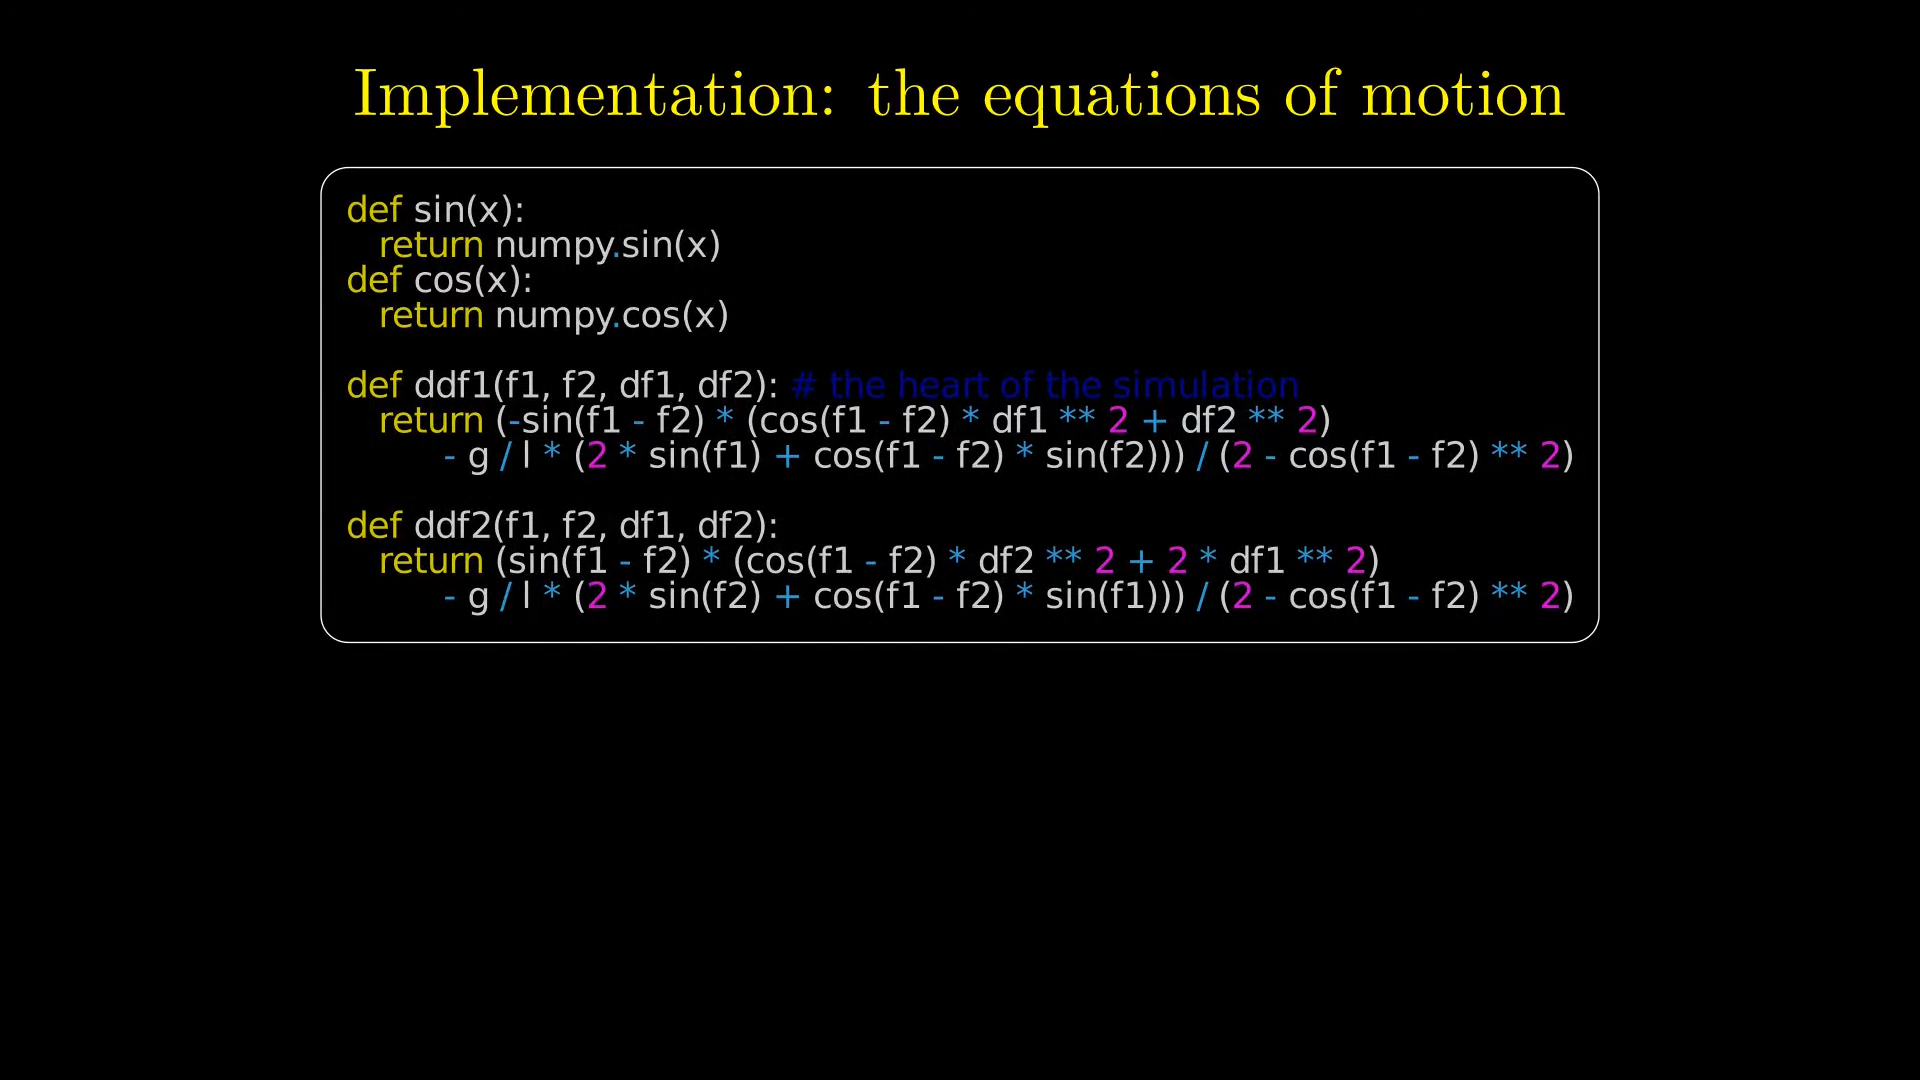 Implementation: the equations of motion
def sin(x):
return numpy.sin(x)
def cos(x):
return numpy.cos(x)
def ddf1(f1, f2, df1, df2): # the heart of the simulation
return (-sin(f1 - f2) * (cos(f1 - f2) * df1 ** 2 + df2 ** 2)
- g / l * (2 * sin(f1) + cos(f1 - f2) * sin(f2))) / (2 - cos(f1 - f2) ** 2)
def ddf2(f1, f2, df1, df2):
return (sin(f1 - f2) * (cos(f1 - f2) * df2 ** 2 + 2 * df1 ** 2)
- g / l * (2 * sin(f2) + cos(f1 - f2) * sin(f1))) / (2 - cos(f1 - f2) ** 2)